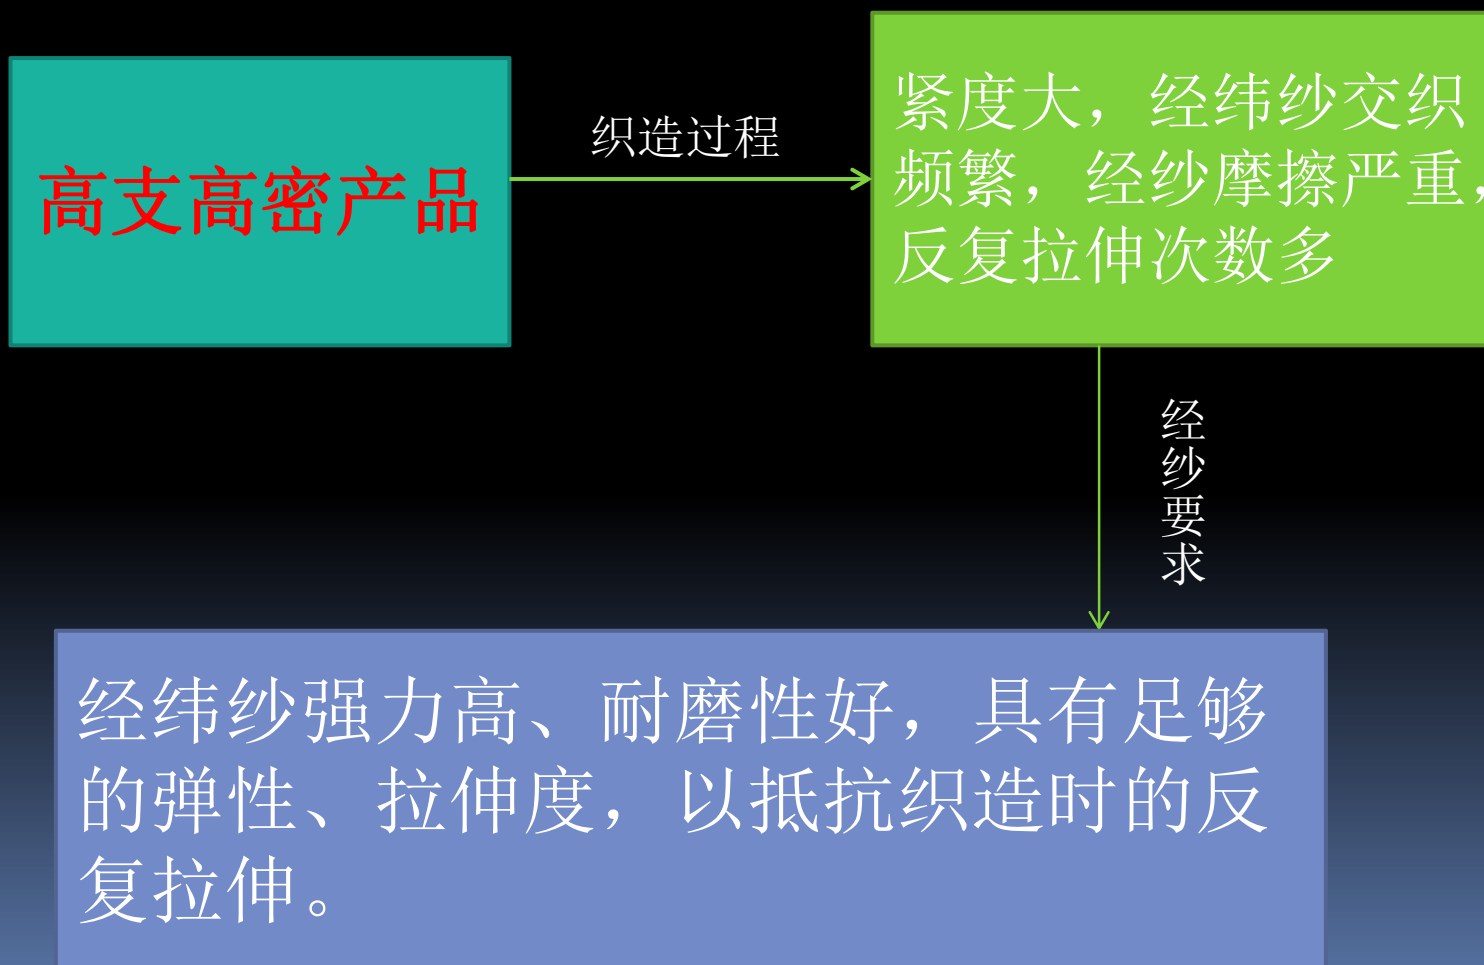 高支高密产品
织造过程
紧度大，经纬纱交织
频繁，经纱摩擦严重，
反复拉伸次数多
经纱要求
经纬纱强力高、耐磨性好，具有足够
的弹性、拉伸度，以抵抗织造时的反
复拉伸。